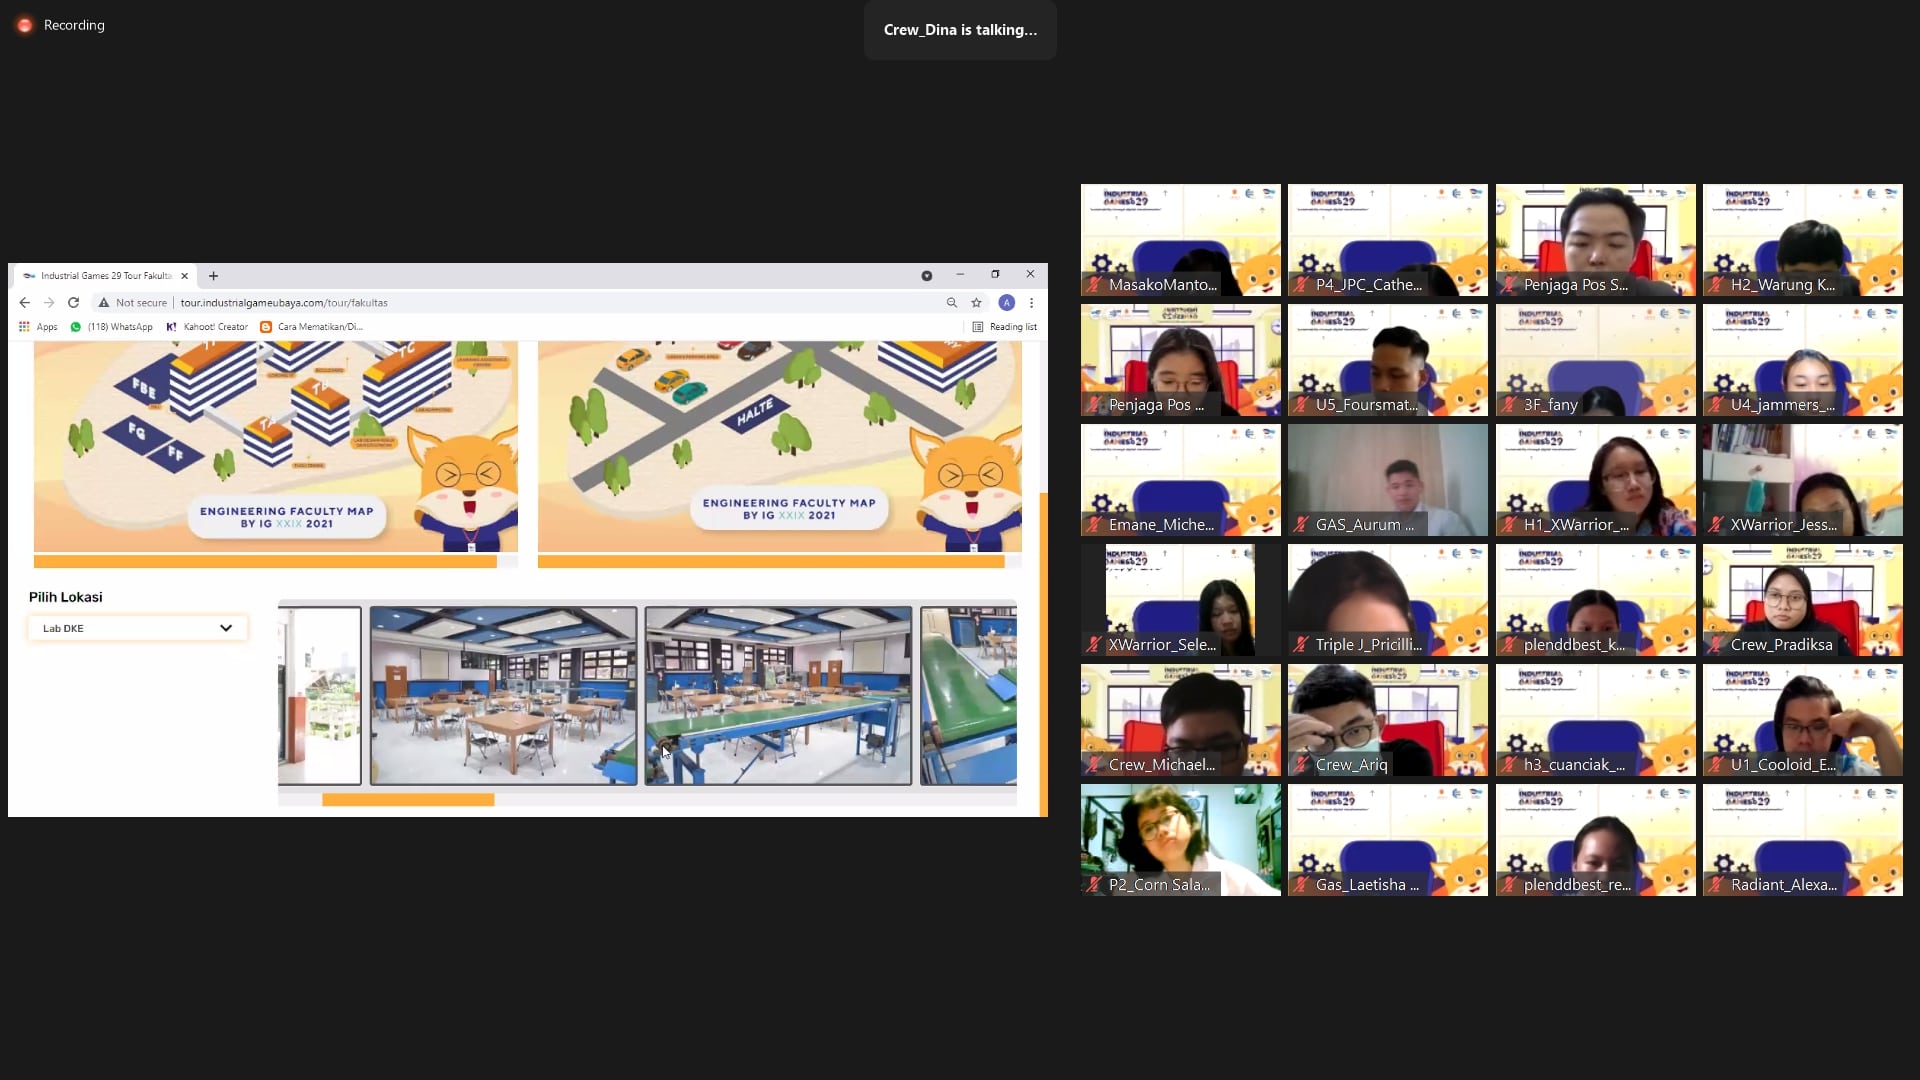 Recording
Crew_Dina is talking...
Industrial Games 29 Tour Fakulta
Not secure
tour.industrialgameubaya.com/tour/fakultas
A
Apps
(118) WhatsApp
K! Kahoot! Creator
Cara Mematikan/Di...
Reading list
FBE
FG
FF
TA
TB
TC
ENGINEERING FACULTY MAP
BY IG XXIX 2021
HALTE
ENGINEERING FACULTY MAP
BY IG XXIX 2021
Pilih Lokasi
Lab DKE
INDUSTRIAL
GAMES 29
MasakoManto...
P4_JPC_Cathe...
Penjaga Pos S...
H2_Warung K...
Penjaga Pos ...
U5_Foursmat...
3F_fany
U4_jammers_...
Emane_Miche...
GAS_Aurum ...
H1_XWarrior_...
XWarrior_Jess...
XWarrior_Sele...
Triple J_Pricilli...
plenddbest_k...
Crew_Pradiksa
Crew_Michael...
Crew_Ariq
h3_cuanciak_...
U1_Cooloid_E...
P2_Corn Sala...
Gas_Laetisha ...
plenddbest_re...
Radiant_Alexa...